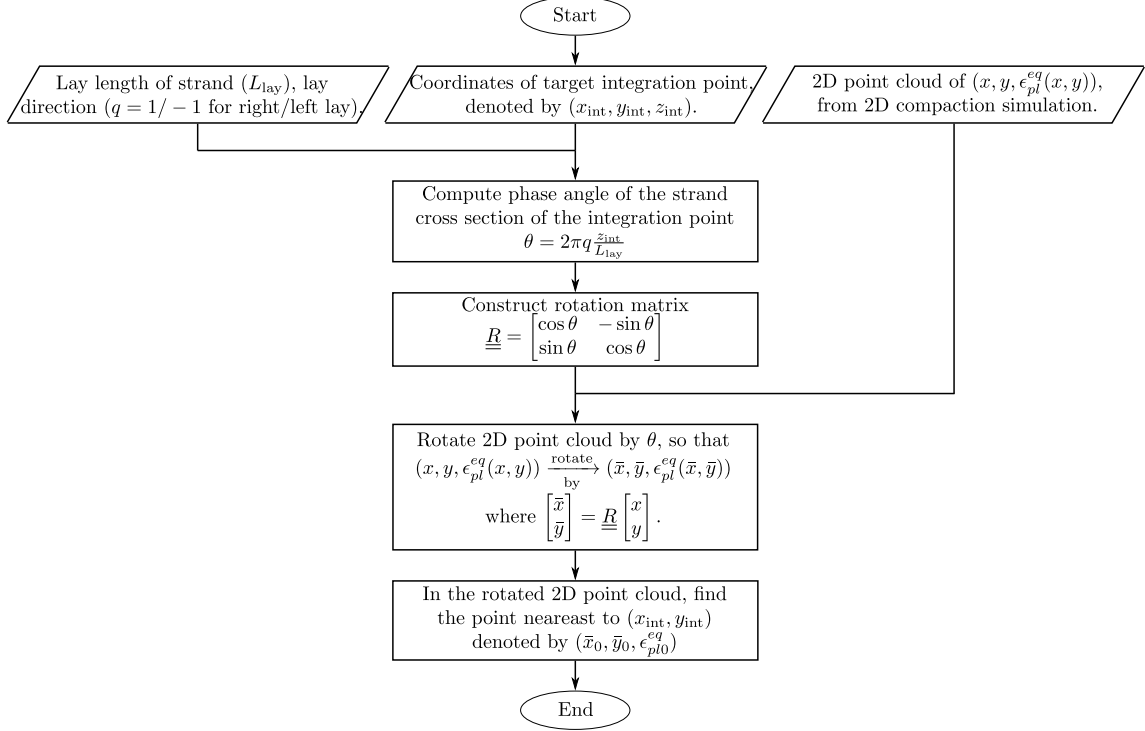 Start
Lay length of strand (L_lay), lay
direction (q = 1/ − 1 for right/left lay).
Coordinates of target integration point,
denoted by (x_int, y_int, z_int).
2D point cloud of (x, y, ϵ_pl^eq(x, y)),
from 2D compaction simulation.
Compute phase angle of the strand
cross section of the integration point
θ = 2πq z_int/L_lay
Construct rotation matrix
R = [cos θ − sin θ
sin θ cos θ]
Rotate 2D point cloud by θ, so that
(x, y, ϵ_pl^eq(x, y)) rotate by → (x̄, ȳ, ϵ_pl^eq(x̄, ȳ))
where [x̄ ȳ] = R [x y].
In the rotated 2D point cloud, find
the point neareast to (x_int, y_int)
denoted by (x̄_0, ȳ_0, ϵ_pl0^eq)
End